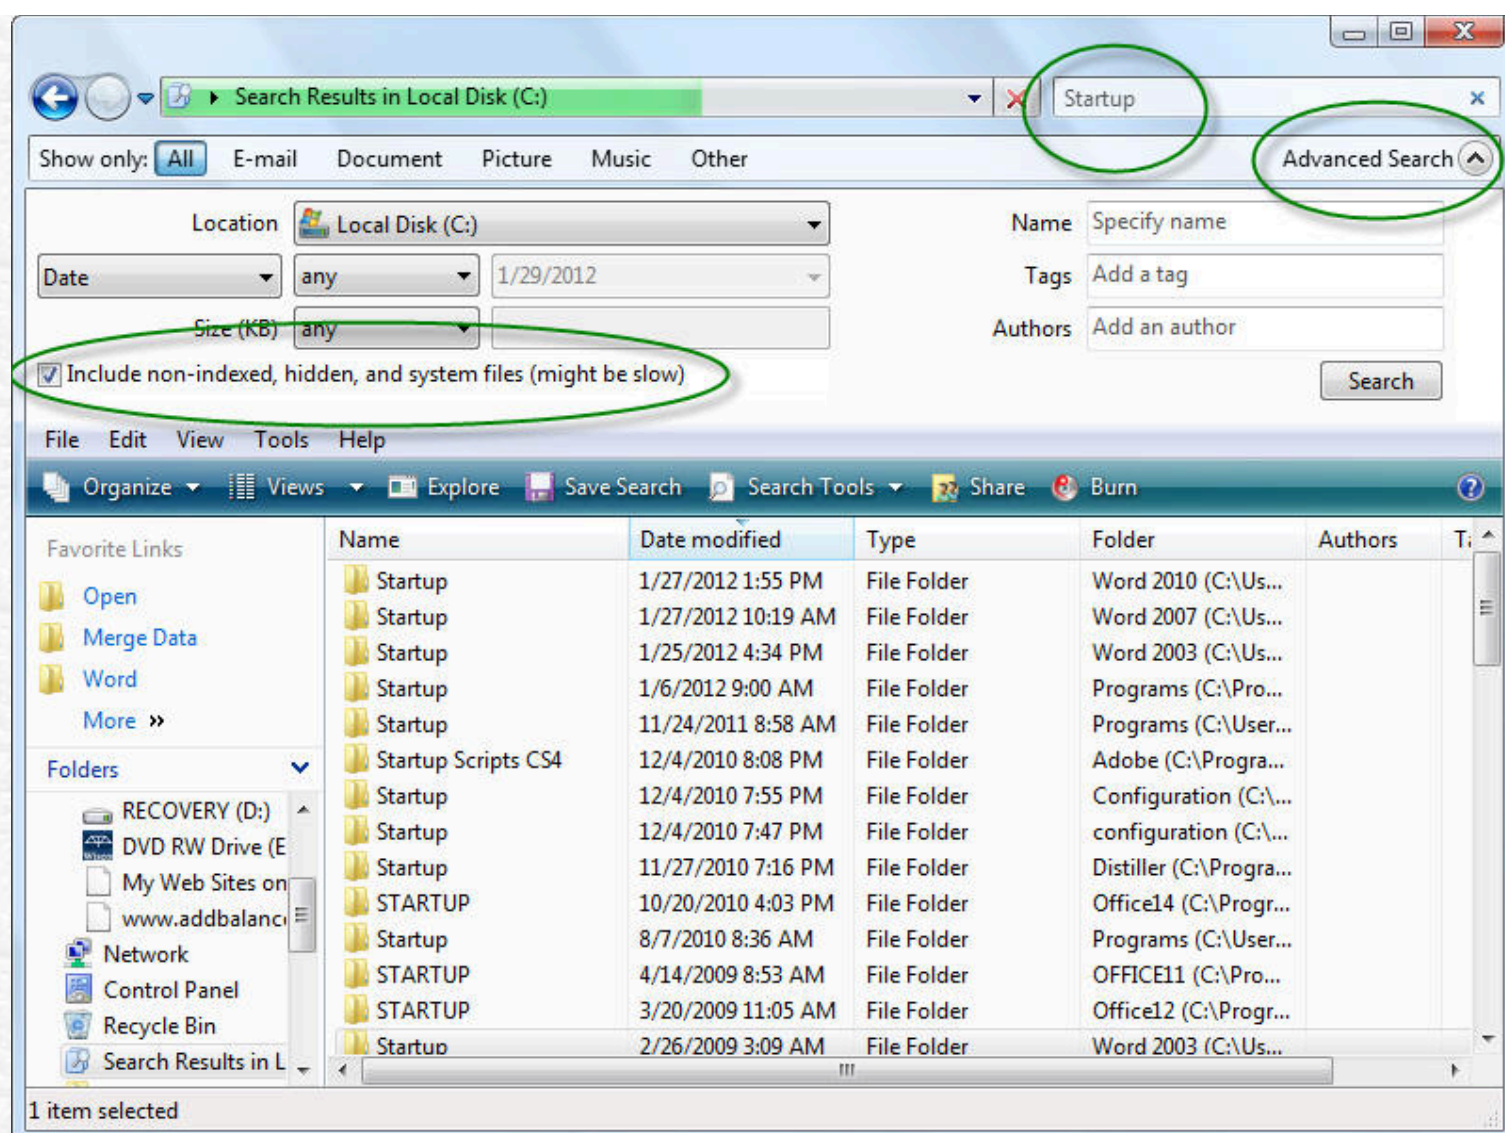 Search Results in Local Disk (C:)
Startup
Show only: All E-mail Document Picture Music Other Advanced Search
Location Local Disk (C:) Name Specify name
Date any 1/29/2012 Tags Add a tag
Size (KB) any Authors Add an author
Include non-indexed, hidden, and system files (might be slow) Search
File Edit View Tools Help
Organize Views Explore Save Search Search Tools Share Burn
Favorite Links
Open
Merge Data
Word
More »
Folders
RECOVERY (D:)
DVD RW Drive (E
My Web Sites on
www.addbalanc
Network
Control Panel
Recycle Bin
Search Results in L
Name Date modified Type Folder Authors Ta
Startup 1/27/2012 1:55 PM File Folder Word 2010 (C:\Us...
Startup 1/27/2012 10:19 AM File Folder Word 2007 (C:\Us...
Startup 1/25/2012 4:34 PM File Folder Word 2003 (C:\Us...
Startup 1/6/2012 9:00 AM File Folder Programs (C:\Pro...
Startup 11/24/2011 8:58 AM File Folder Programs (C:\User...
Startup Scripts CS4 12/4/2010 8:08 PM File Folder Adobe (C:\Progra...
Startup 12/4/2010 7:55 PM File Folder Configuration (C:\...
Startup 12/4/2010 7:47 PM File Folder configuration (C:\...
Startup 11/27/2010 7:16 PM File Folder Distiller (C:\Progra...
STARTUP 10/20/2010 4:03 PM File Folder Office14 (C:\Progr...
Startup 8/7/2010 8:36 AM File Folder Programs (C:\User...
STARTUP 4/14/2009 8:53 AM File Folder OFFICE11 (C:\Pro...
STARTUP 3/20/2009 11:05 AM File Folder Office12 (C:\Progr...
Startup 2/26/2009 3:09 AM File Folder Word 2003 (C:\Us...
1 item selected